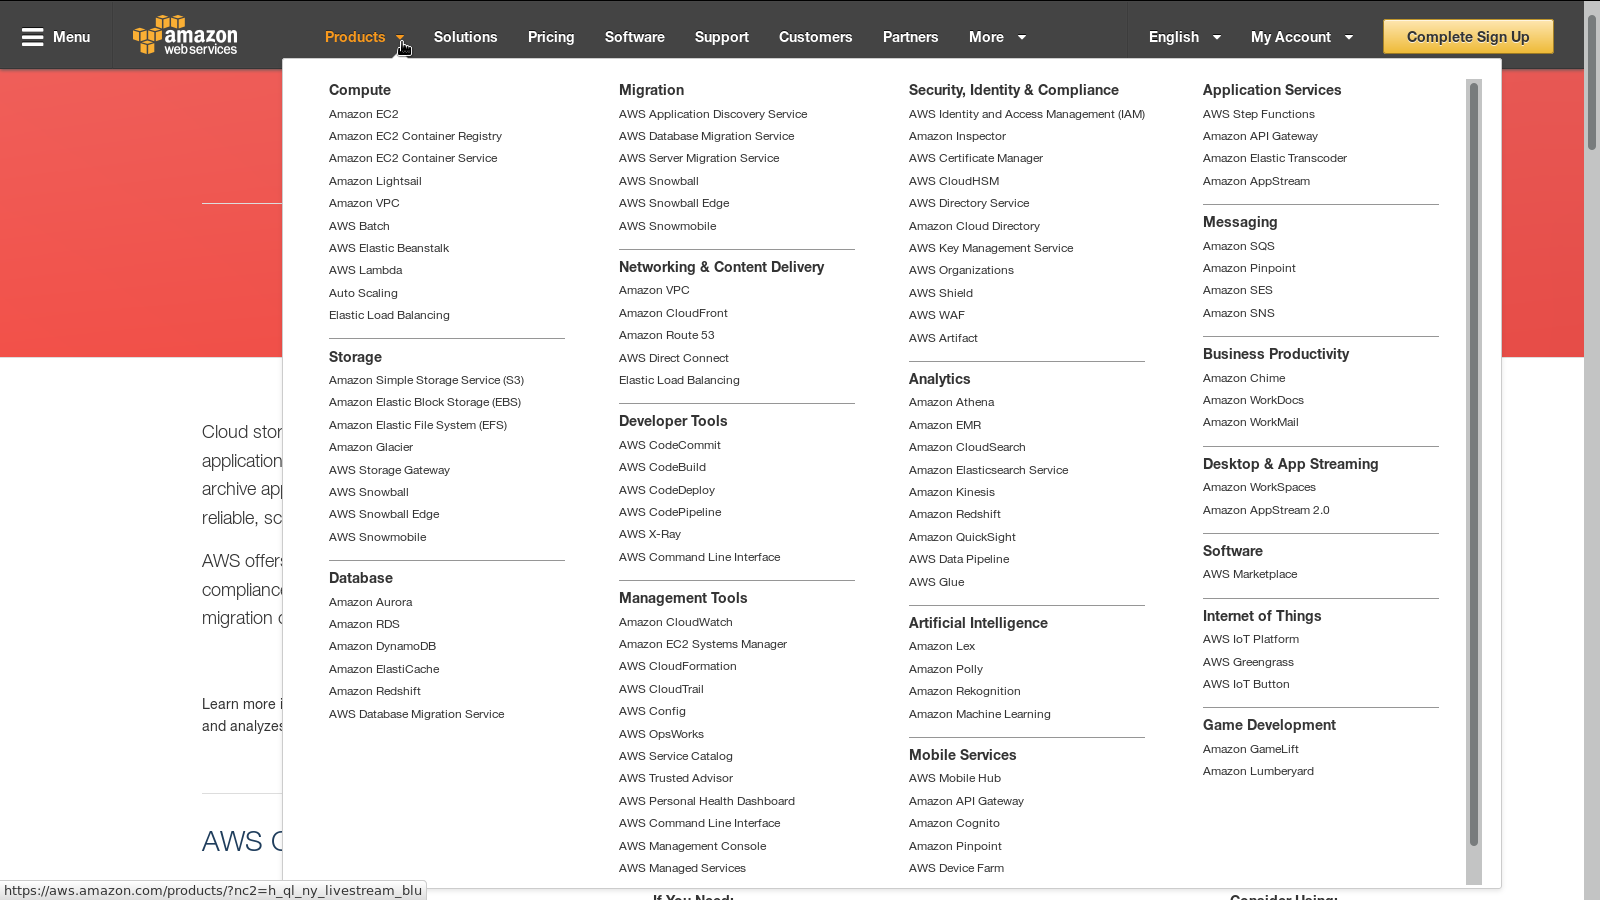 Menu
amazon
web services
Products
Solutions
Pricing
Software
Support
Customers
Partners
More
English
My Account
Complete Sign Up
Compute
Amazon EC2
Amazon EC2 Container Registry
Amazon EC2 Container Service
Amazon Lightsail
Amazon VPC
AWS Batch
AWS Elastic Beanstalk
AWS Lambda
Auto Scaling
Elastic Load Balancing
Storage
Amazon Simple Storage Service (S3)
Amazon Elastic Block Storage (EBS)
Amazon Elastic File System (EFS)
Amazon Glacier
AWS Storage Gateway
AWS Snowball
AWS Snowball Edge
AWS Snowmobile
Database
Amazon Aurora
Amazon RDS
Amazon DynamoDB
Amazon ElastiCache
Amazon Redshift
AWS Database Migration Service
Migration
AWS Application Discovery Service
AWS Database Migration Service
AWS Server Migration Service
AWS Snowball
AWS Snowball Edge
AWS Snowmobile
Networking & Content Delivery
Amazon VPC
Amazon CloudFront
Amazon Route 53
AWS Direct Connect
Elastic Load Balancing
Developer Tools
AWS CodeCommit
AWS CodeBuild
AWS CodeDeploy
AWS CodePipeline
AWS X-Ray
AWS Command Line Interface
Management Tools
Amazon CloudWatch
Amazon EC2 Systems Manager
AWS CloudFormation
AWS CloudTrail
AWS Config
AWS OpsWorks
AWS Service Catalog
AWS Trusted Advisor
AWS Personal Health Dashboard
AWS Command Line Interface
AWS Management Console
AWS Managed Services
Security, Identity & Compliance
AWS Identity and Access Management (IAM)
Amazon Inspector
AWS Certificate Manager
AWS CloudHSM
AWS Directory Service
Amazon Cloud Directory
AWS Key Management Service
AWS Organizations
AWS Shield
AWS WAF
AWS Artifact
Analytics
Amazon Athena
Amazon EMR
Amazon CloudSearch
Amazon Elasticsearch Service
Amazon Kinesis
Amazon Redshift
Amazon QuickSight
AWS Data Pipeline
AWS Glue
Artificial Intelligence
Amazon Lex
Amazon Polly
Amazon Rekognition
Amazon Machine Learning
Mobile Services
AWS Mobile Hub
Amazon API Gateway
Amazon Cognito
Amazon Pinpoint
AWS Device Farm
Application Services
AWS Step Functions
Amazon API Gateway
Amazon Elastic Transcoder
Amazon AppStream
Messaging
Amazon SQS
Amazon Pinpoint
Amazon SES
Amazon SNS
Business Productivity
Amazon Chime
Amazon WorkDocs
Amazon WorkMail
Desktop & App Streaming
Amazon WorkSpaces
Amazon AppStream 2.0
Software
AWS Marketplace
Internet of Things
AWS IoT Platform
AWS Greengrass
AWS IoT Button
Game Development
Amazon GameLift
Amazon Lumberyard
Cloud stor
application
archive app
reliable, sc
AWS offers
compliance
migration
Learn more i
and analyzes
AWS
If You Need:
Consider Using:
https://aws.amazon.com/products/?nc2=h_ql_ny_livestream_blu